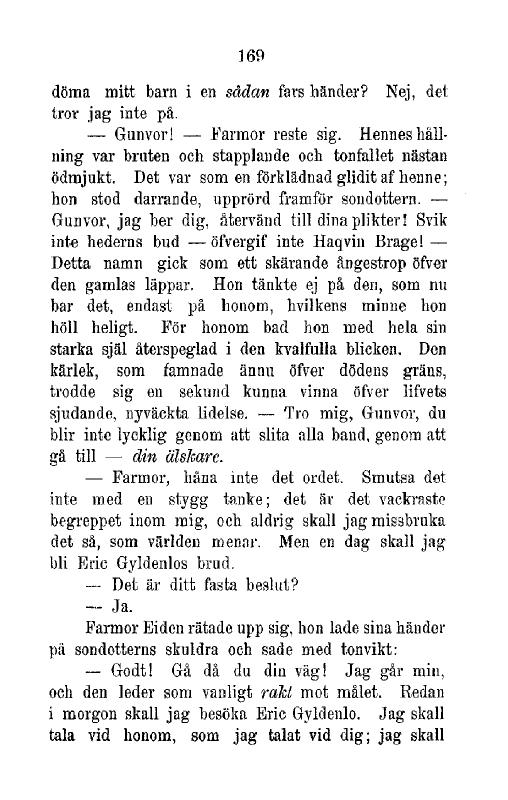 169
döma mitt barn i en sådan fars händer? Nej, det
tror jag inte på.
— Gunvor! — Farmor reste sig. Hennes håll-
ning var bruten och stapplande och tonfallet nästan
ödmjukt. Det var som en förklädnad glidit af henne;
hon stod darrande, upprörd framför sondottern. —
Gunvor, jag ber dig, återvänd till dina plikter! Svik
inte hederns bud — öfvergif inte Haqvin Brage! —
Detta namn gick som ett skärande ångestrop öfver
den gamlas läppar. Hon tänkte ej på den, som nu
bar det, endast på honom, hvilkens minne hon
höll heligt. För honom bad hon med hela sin
starka själ återspeglad i den kvalfulla blicken. Den
kärlek, som famnade ännu öfver dödens gräns,
trodde sig en sekund kunna vinna öfver lifvets
sjudande, nyväckta lidelse. — Tro mig, Gunvor, du
blir inte lycklig genom att slita alla band, genom att
gå till — din älskare.
— Farmor, håna inte det ordet. Smutsa det
inte med en stygg tanke; det är det vackraste
begreppet inom mig, och aldrig skall jag missbruka
det så, som världen menar. Men en dag skall jag
bli Eric Gyldenlos brud.
— Det är ditt fasta beslut?
— Ja.
Farmor Eiden rätade upp sig, hon lade sina händer
på sondotterns skuldra och sade med tonvikt:
— Godt! Gå då du din väg! Jag går min,
och den leder som vanligt rakt mot målet. Redan
i morgon skall jag besöka Eric Gyldenlo. Jag skall
tala vid honom, som jag talat vid dig; jag skall